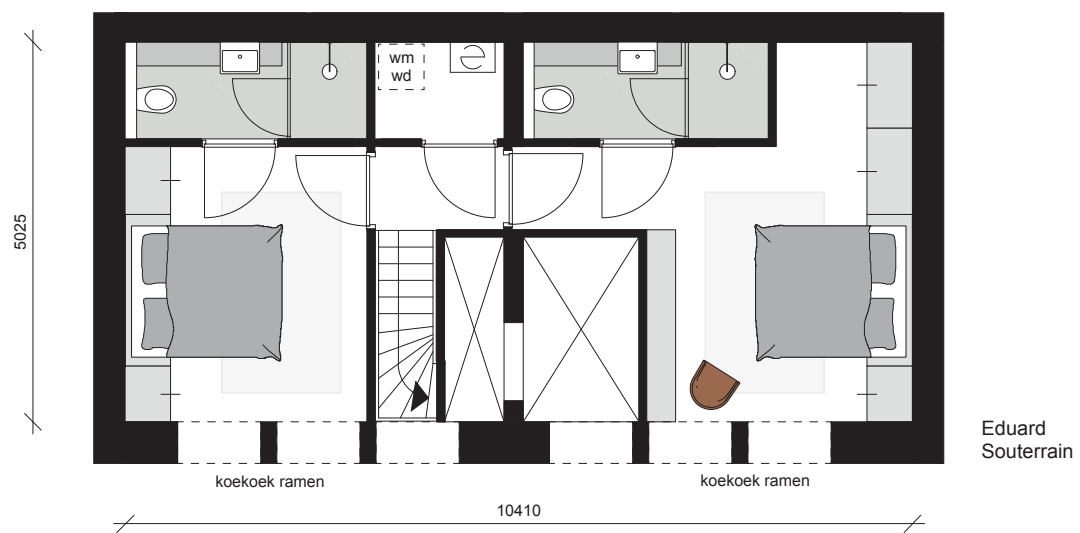 wm
wd
e
5025
Eduard
Souterrain
koekoek ramen
koekoek ramen
10410